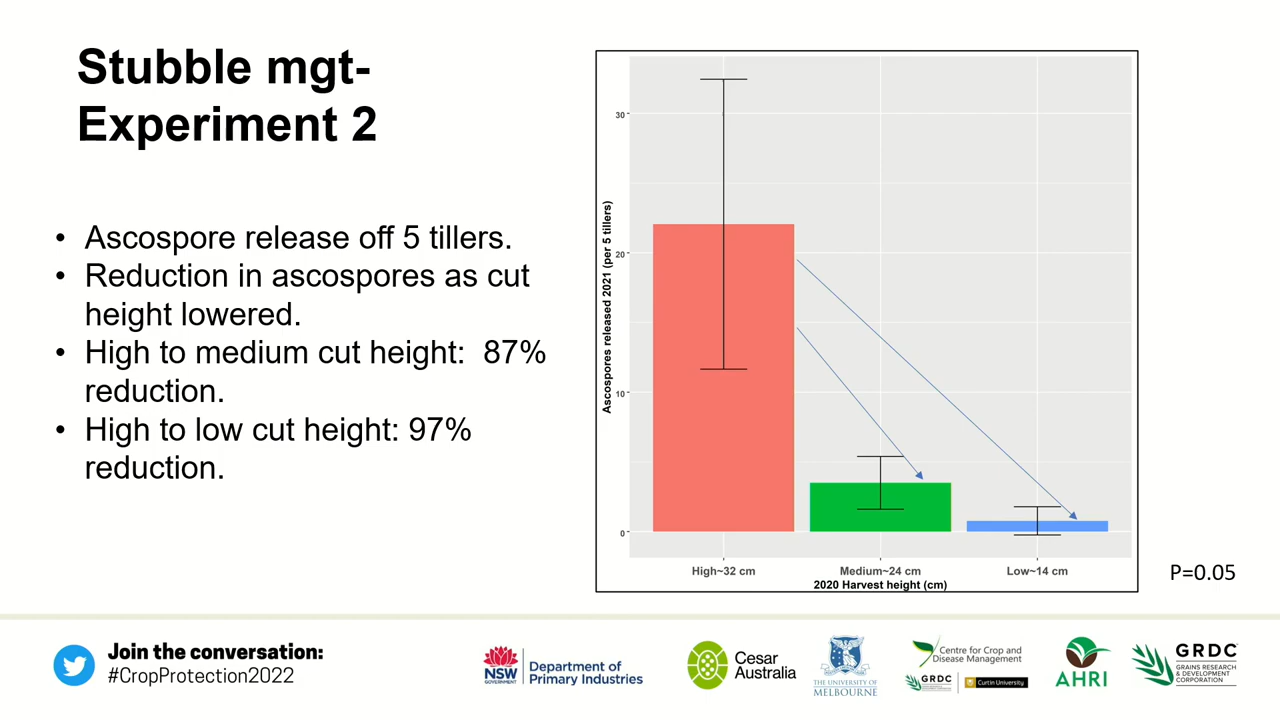 Stubble mgt-
Experiment 2
• Ascospore release off 5 tillers.
• Reduction in ascospores as cut
height lowered.
• High to medium cut height:  87%
reduction.
• High to low cut height: 97%
reduction.
Ascospores released 2021 (per 5 tillers)
30
20
10
0
High~32 cm
Medium~24 cm
Low~14 cm
2020 Harvest height (cm)
P=0.05
Join the conversation:
#CropProtection2022
NSW
GOVERNMENT
Department of
Primary Industries
Cesar
Australia
THE UNIVERSITY OF
MELBOURNE
Centre for Crop and
Disease Management
GRDC
Curtin University
AHRI
GRDC
GRAINS RESEARCH
& DEVELOPMENT
CORPORATION